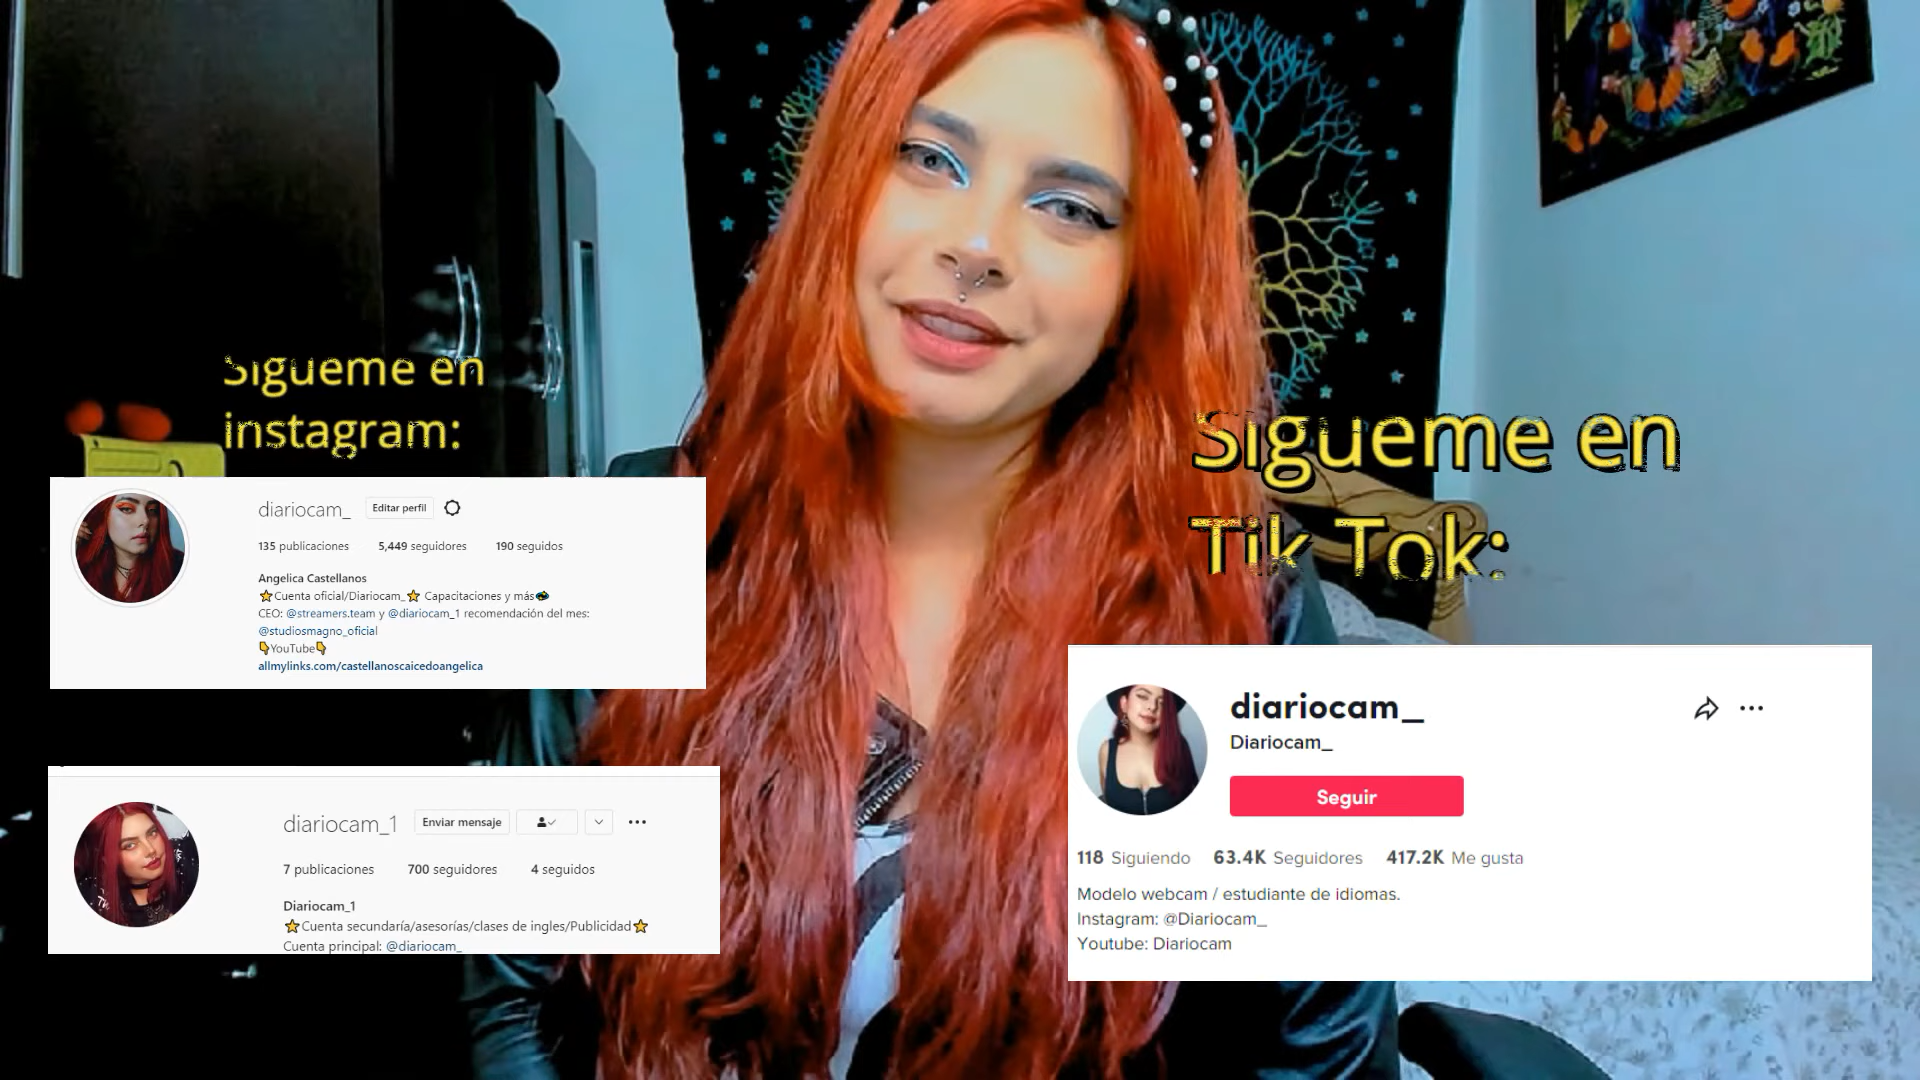 Sigueme en
instagram:
diariocam_ Editar perfil
135 publicaciones 5,449 seguidores 190 seguidos
Angelica Castellanos
⭐Cuenta oficial/Diariocam_⭐ Capacitaciones y más
CEO: @streamers.team y @diariocam_1 recomendación del mes:
@studiosmagno_oficial
👇YouTube👇
allmylinks.com/castellanoscaicedoangelica
diariocam_1 Enviar mensaje
7 publicaciones 700 seguidores 4 seguidos
Diariocam_1
⭐Cuenta secundaría/asesorías/clases de ingles/Publicidad⭐
Cuenta principal: @diariocam_
Sigueme en
Tik Tok:
diariocam_
Diariocam_
Seguir
118 Siguiendo 63.4K Seguidores 417.2K Me gusta
Modelo webcam / estudiante de idiomas.
Instagram: @Diariocam_
Youtube: Diariocam